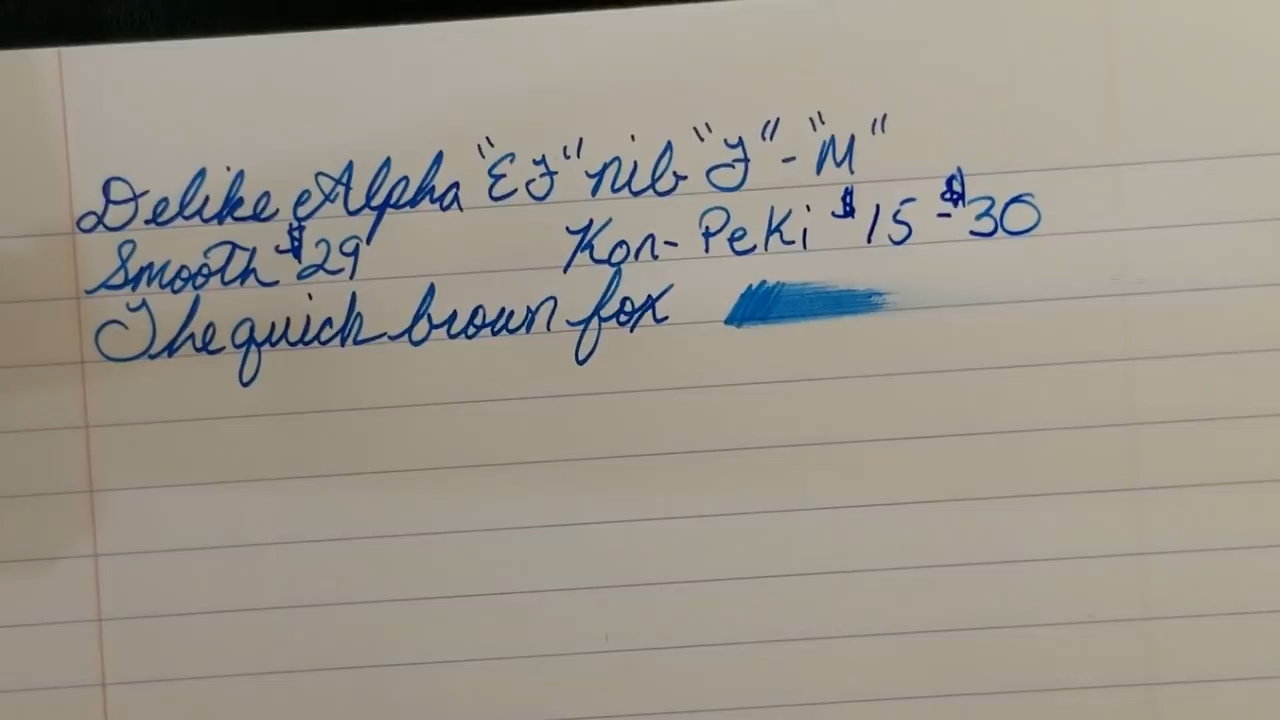 Delike Alpha "EF" nib "F" - "M"
Smooth $29 Kon-Peki $15-$30
The quick brown fox